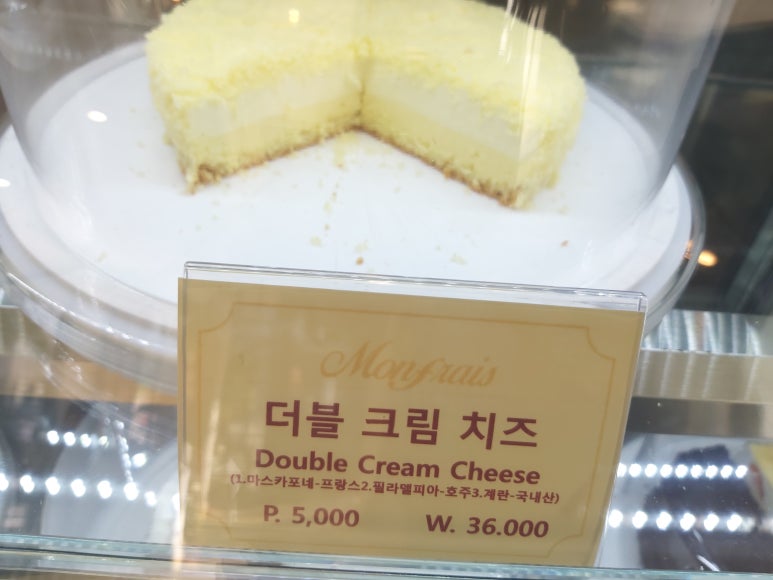 Monfrais
더블 크림 치즈
Double Cream Cheese
(1.마스카포네-프랑스2.필라델피아-호주3.계란-국내산)
P. 5,000 W. 36.000